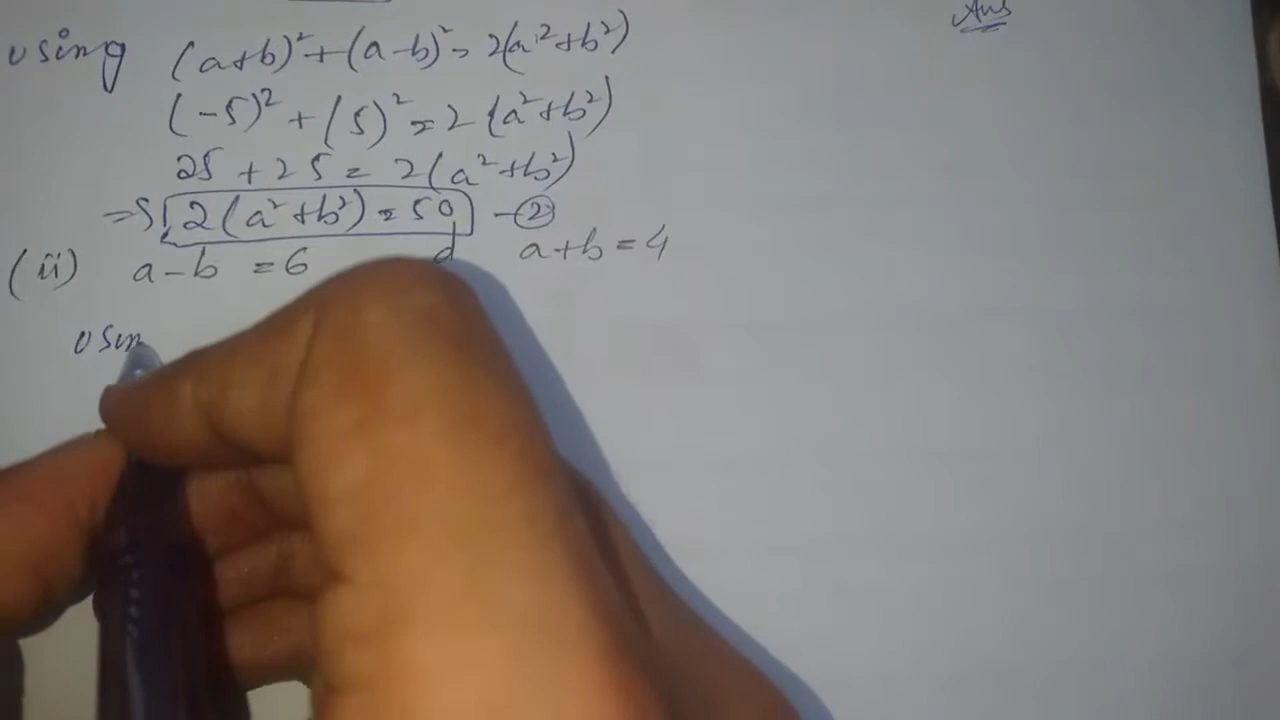 Ans
using (a+b)²+(a-b)² = 2(a²+b²)
(-5)² + (5)² = 2(a²+b²)
25 + 25 = 2(a²+b²)
=> 2(a²+b²) = 50 -②
(ii) a-b = 6 a+b = 4
Usin